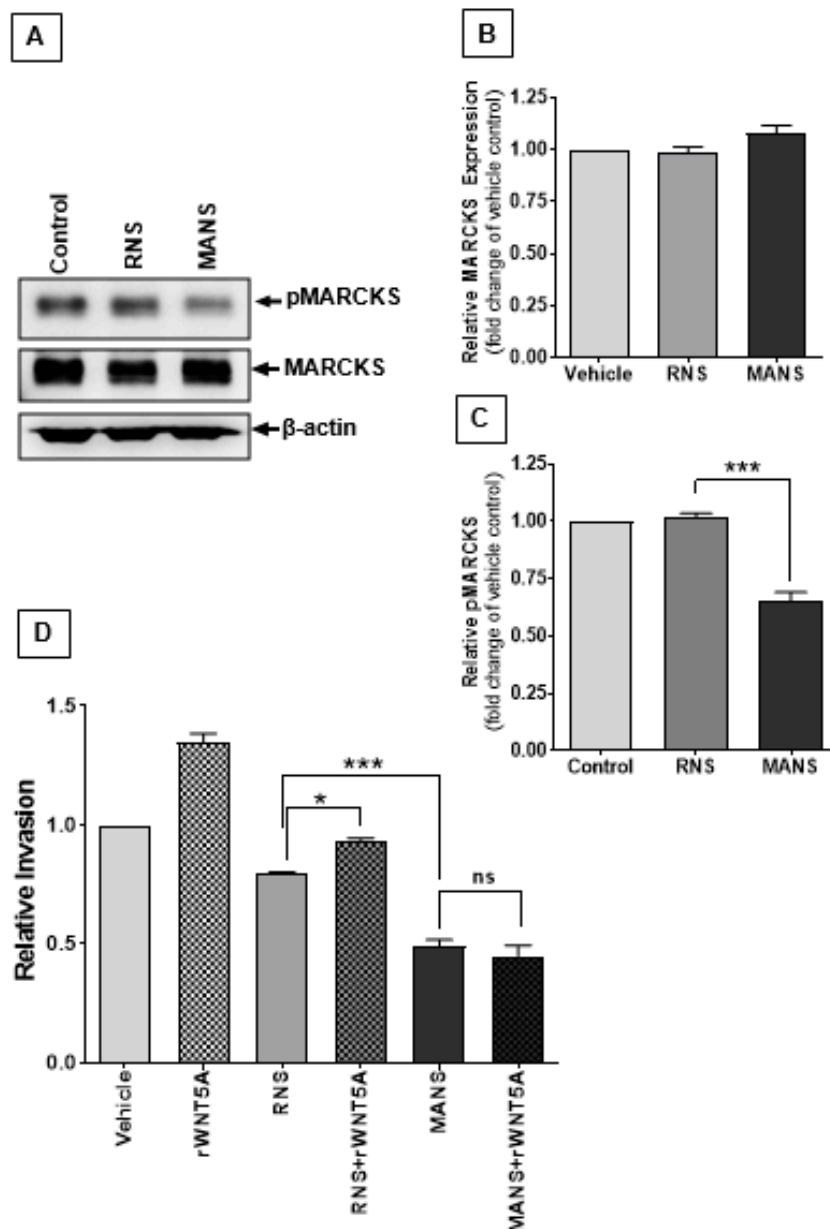 A
Control
RNS
MANS
pMARCKS
MARCKS
β-actin
B
Relative MARCKS Expression
(fold change of vehicle control)
1.25
1.00
0.75
0.50
0.25
0.00
Vehicle RNS MANS
C
Relative pMARCKS
(fold change of vehicle control)
1.25
1.00
0.75
0.50
0.25
0.00
***
Control RNS MANS
D
Relative Invasion
1.5
1.0
0.5
0.0
***
*
ns
Vehicle
rWNT5A
RNS
RNS+rWNT5A
MANS
MANS+rWNT5A